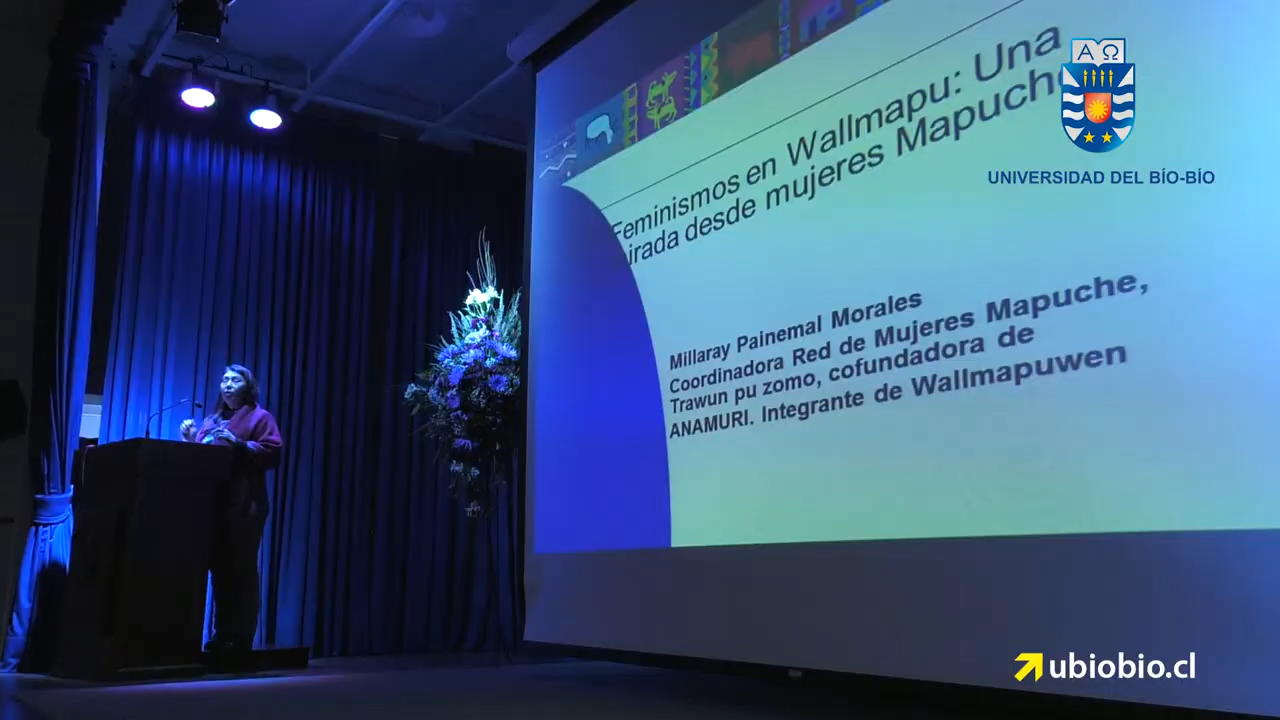 Feminismos en Wallmapu: Una
irada desde mujeres Mapuche
Millaray Painemal Morales
Coordinadora Red de Mujeres Mapuche,
Trawun pu zomo, cofundadora de
ANAMURI. Integrante de Wallmapuwen
Α Ω
UNIVERSIDAD DEL BÍO-BÍO
ubiobio.cl